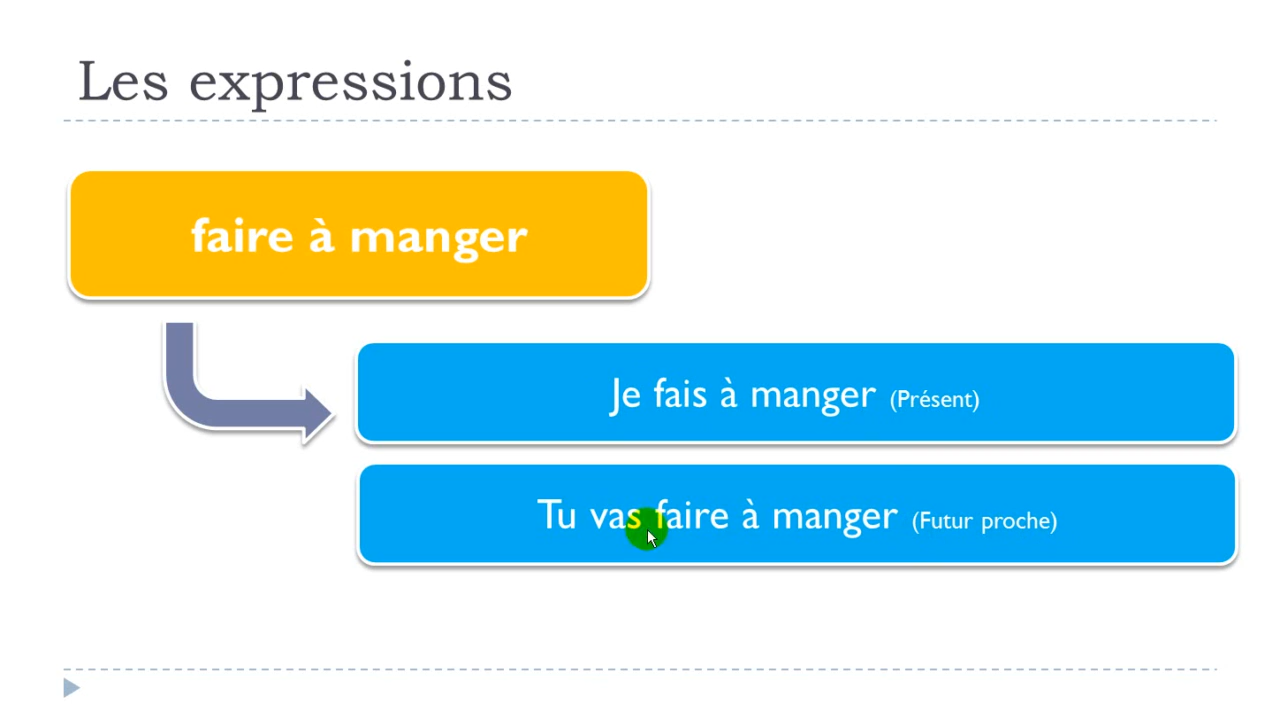 Les expressions
faire à manger
Je fais à manger (Présent)
Tu vas faire à manger (Futur proche)